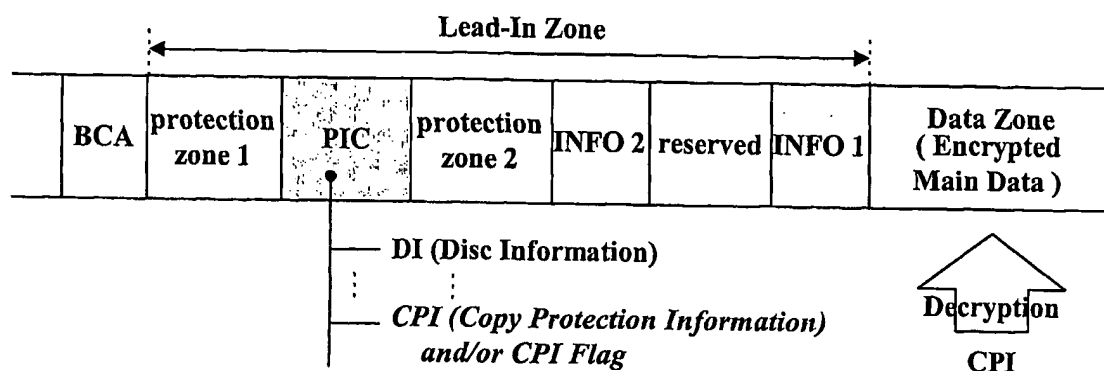 Lead-In Zone
BCA
protection
zone 1
PIC
protection
zone 2
INFO 2
reserved
INFO 1
Data Zone
( Encrypted
Main Data )
DI (Disc Information)
CPI (Copy Protection Information)
and/or CPI Flag
Decryption
CPI